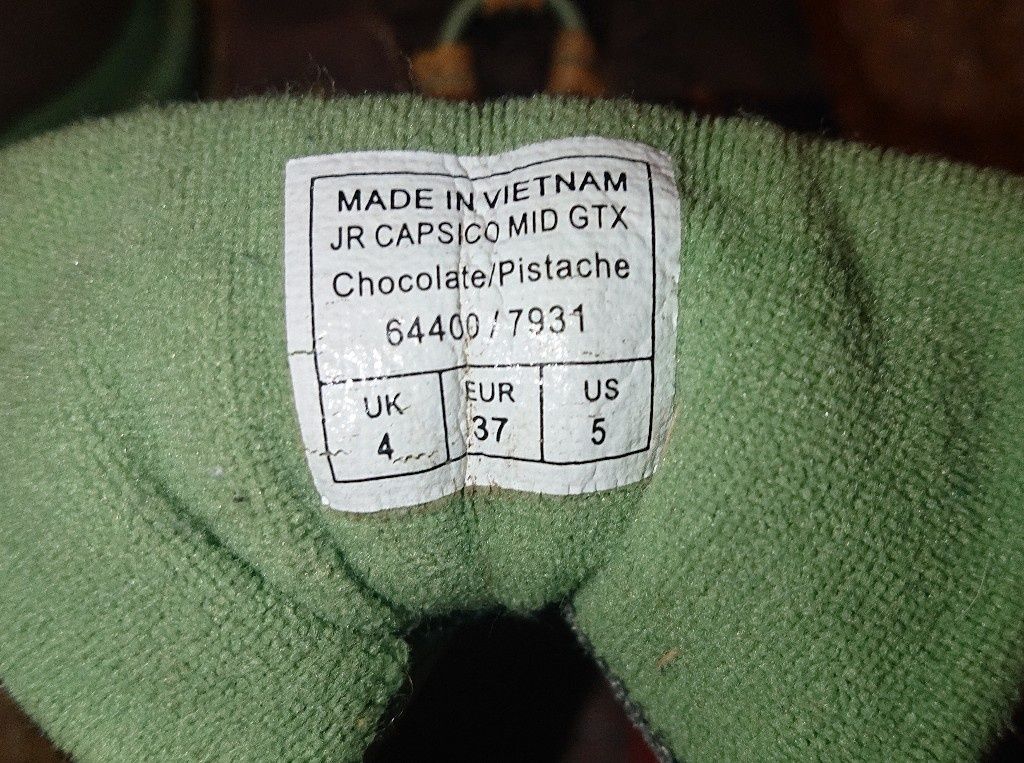 MADE IN VIETNAM
JR CAPSICO MID GTX
Chocolate/Pistache
64400 / 7931
UK EUR US
4 37 5